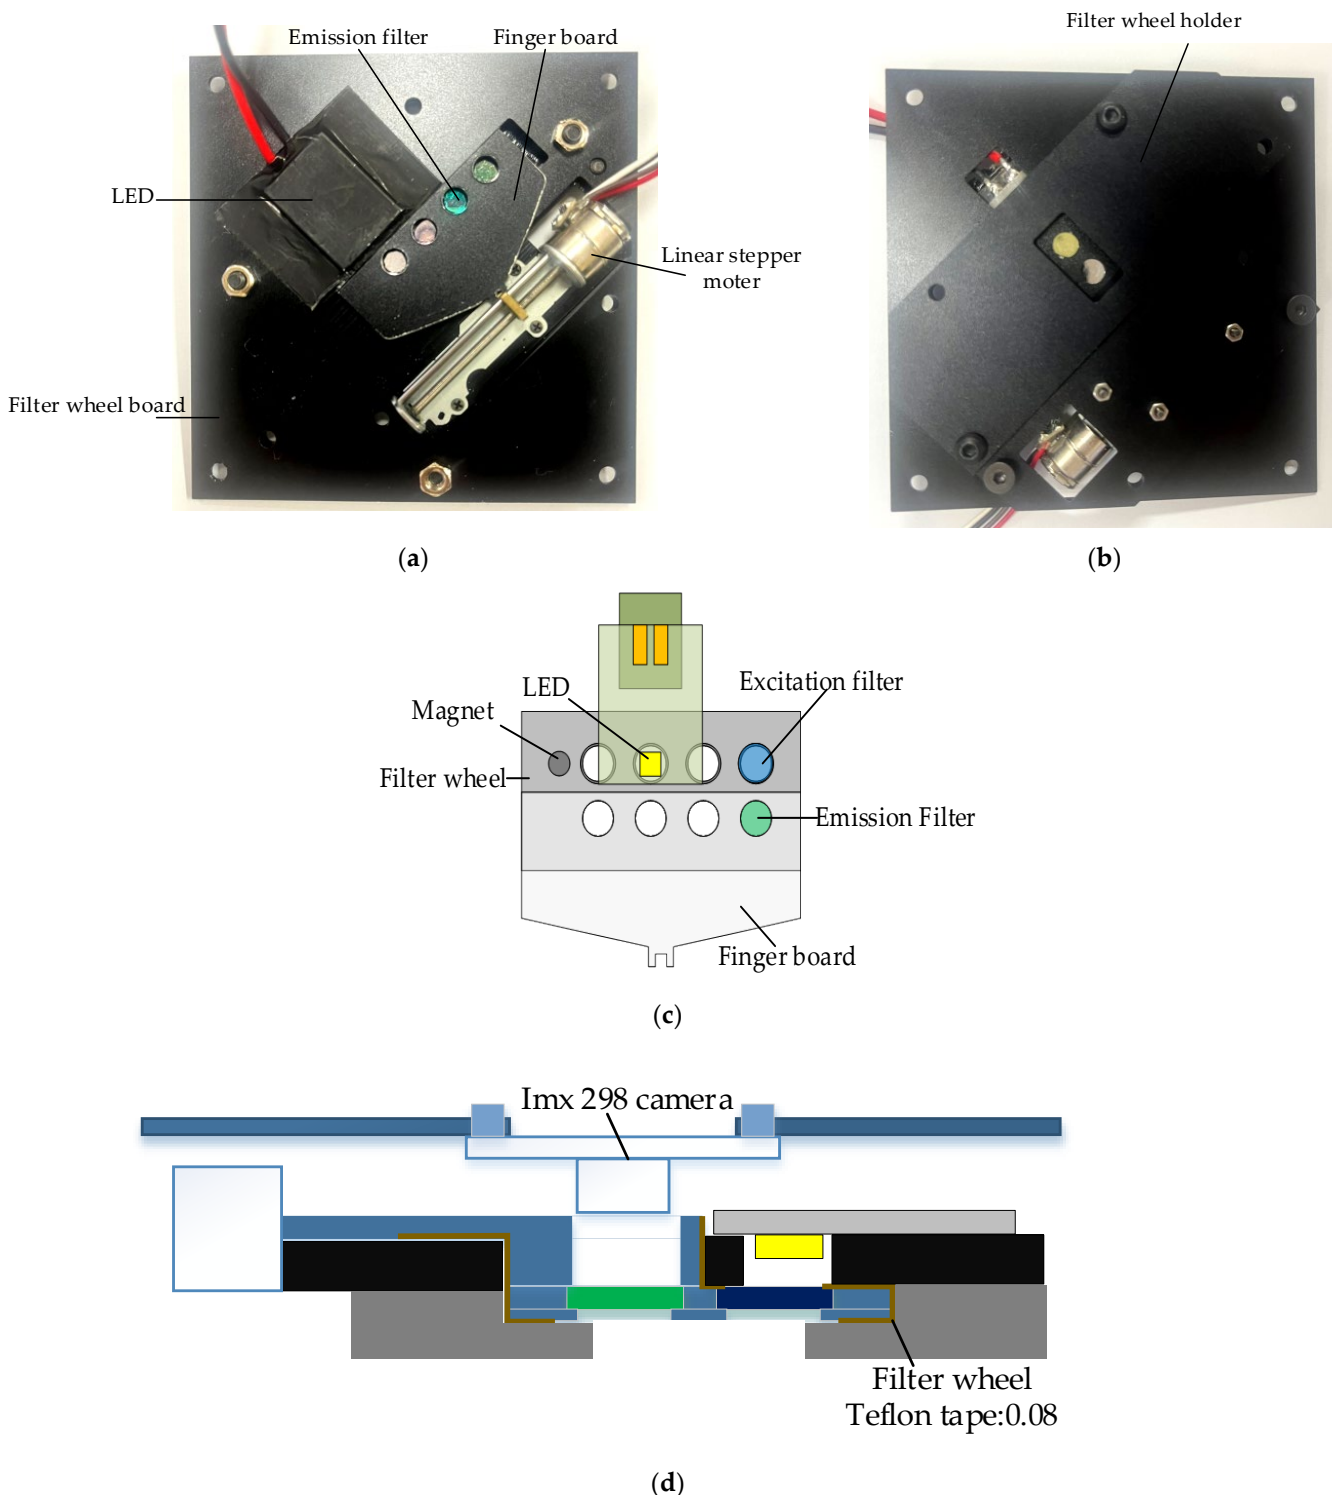 Emission filter
Finger board
LED
Linear stepper
moter
Filter wheel board
(a)
Filter wheel holder
(b)
LED
Excitation filter
Magnet
Filter wheel
Emission Filter
Finger board
(c)
Imx 298 camera
Filter wheel
Teflon tape:0.08
(d)